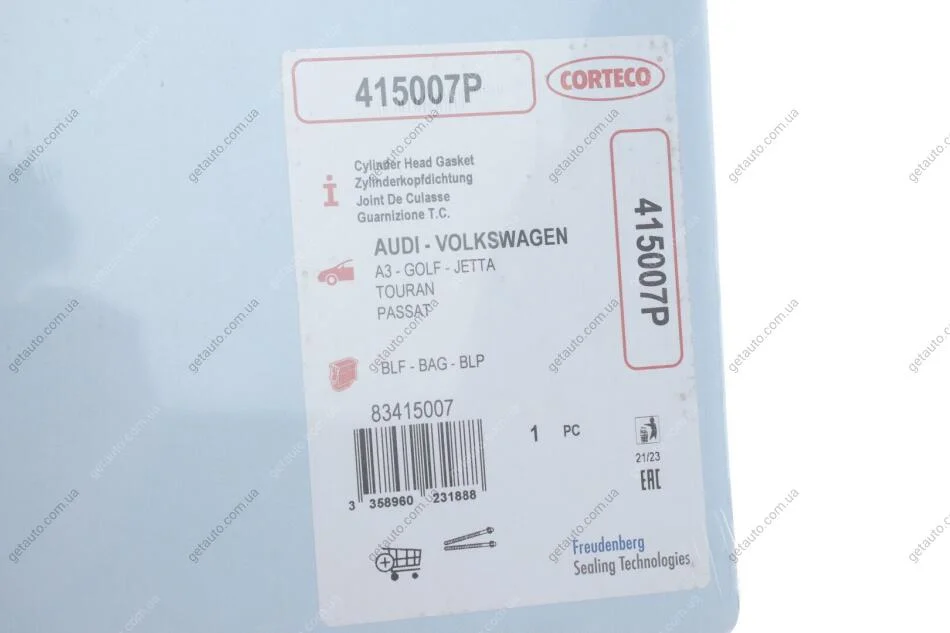 415007P
CORTECO
Cylinder Head Gasket
Zylinderkopfdichtung
Joint De Culasse
Guarnizione T.C.
415007P
AUDI - VOLKSWAGEN
A3 - GOLF - JETTA
TOURAN
PASSAT
BLF - BAG - BLP
83415007
1 PC
3 358960 231888
21/23
EAC
Freudenberg
Sealing Technologies
getauto.com.ua